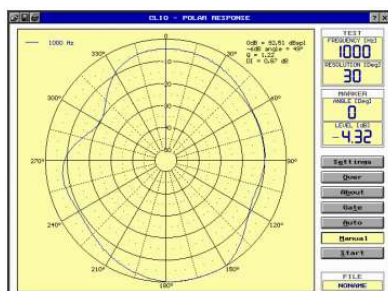 CLIO - POLAR RESPONSE
1000 Hz
0dB = 92.51 dBspl
-6dB angle = 49°
Q = 1.22
DI = 0.87 dB
0
330°
30°
300°
60°
270°
90°
240°
120°
210°
150°
180°
TEST
FREQUENCY [Hz]
1000
RESOLUTION [Deg]
30
MARKER
ANGLE [Deg]
0
LEVEL [dB]
-4.32
Settings
Over
About
Gate
Auto
Manual
Start
FILE
NONAME